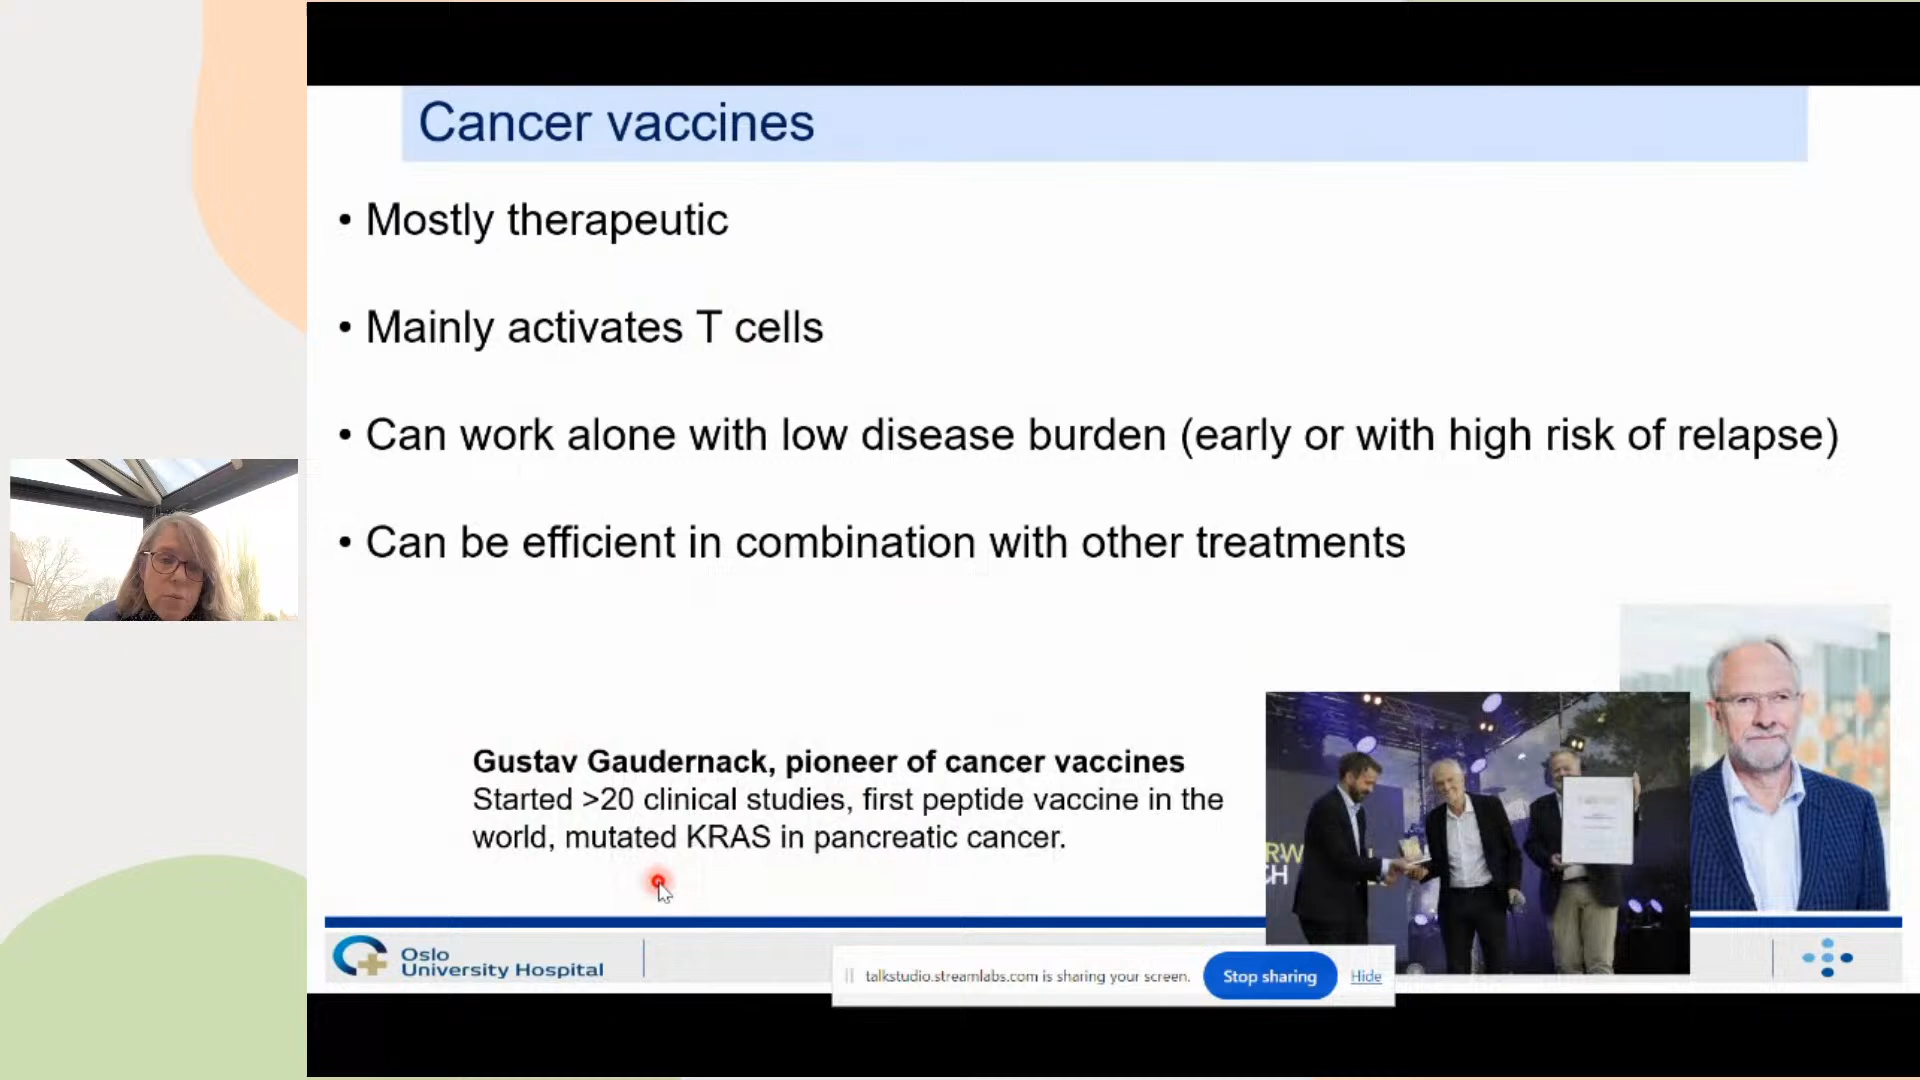 Cancer vaccines
• Mostly therapeutic
• Mainly activates T cells
• Can work alone with low disease burden (early or with high risk of relapse)
• Can be efficient in combination with other treatments
Gustav Gaudernack, pioneer of cancer vaccines
Started >20 clinical studies, first peptide vaccine in the
world, mutated KRAS in pancreatic cancer.
Oslo
University Hospital
talkstudio.streamlabs.com is sharing your screen.
Stop sharing
Hide